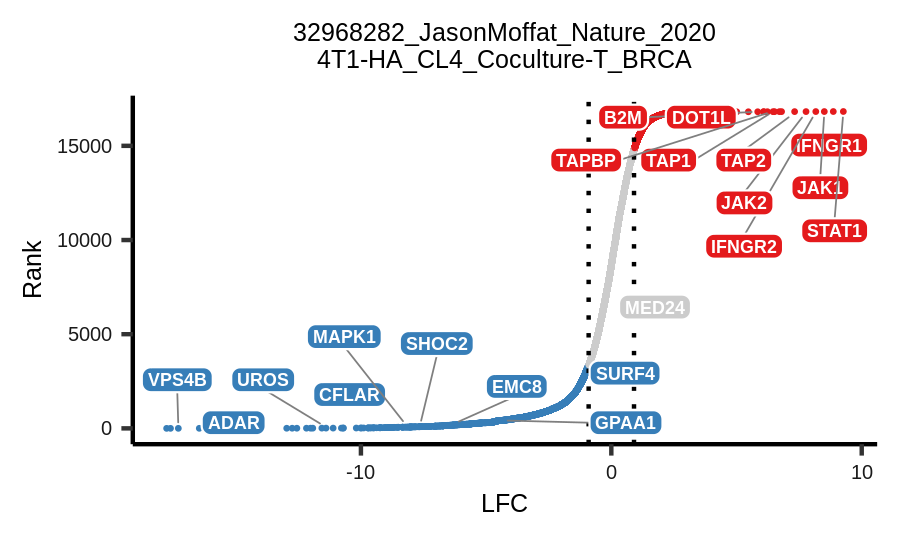 32968282_JasonMoffat_Nature_2020
4T1-HA_CL4_Coculture-T_BRCA
Rank
15000
10000
5000
0
B2M
DOT1L
IFNGR1
TAPBP
TAP1
TAP2
JAK1
JAK2
STAT1
IFNGR2
MED24
MAPK1
SHOC2
VPS4B
UROS
SURF4
EMC8
CFLAR
ADAR
GPAA1
-10
0
10
LFC